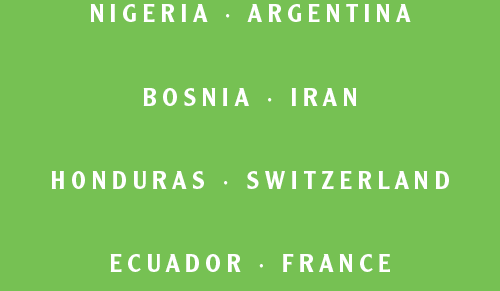 NIGERIA · ARGENTINA
BOSNIA · IRAN
HONDURAS · SWITZERLAND
ECUADOR · FRANCE